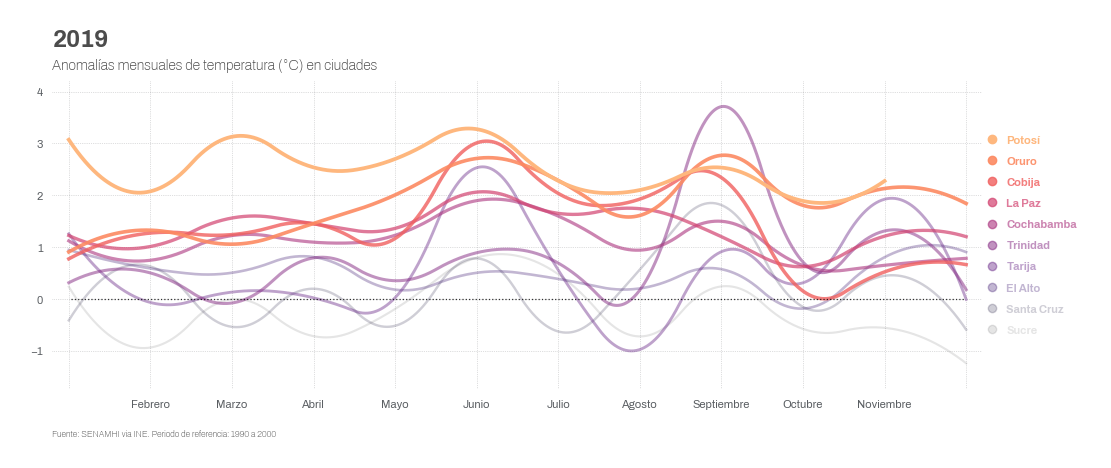 2019
Anomalías mensuales de temperatura (°C) en ciudades
4
3
2
1
0
−1
Potosí
Oruro
Cobija
La Paz
Cochabamba
Trinidad
Tarija
El Alto
Santa Cruz
Sucre
Febrero Marzo Abril Mayo Junio Julio Agosto Septiembre Octubre Noviembre
Fuente: SENAMHI via INE. Periodo de referencia: 1990 a 2000